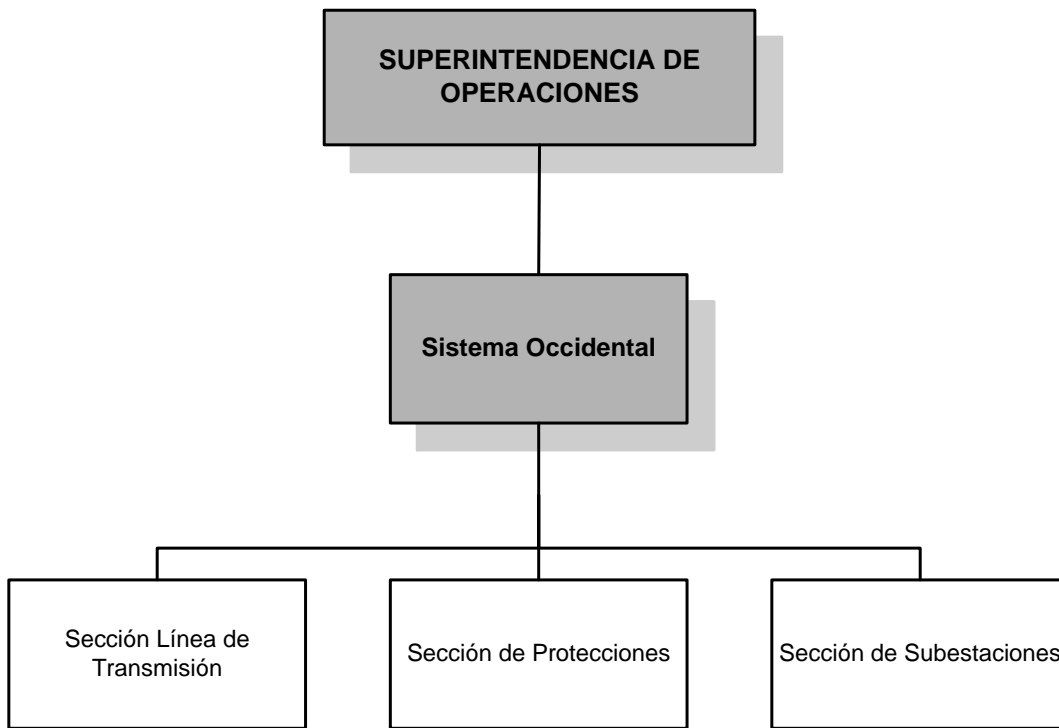 SUPERINTENDENCIA DE
OPERACIONES
Sistema Occidental
Sección Línea de
Transmisión
Sección de Protecciones
Sección de Subestaciones